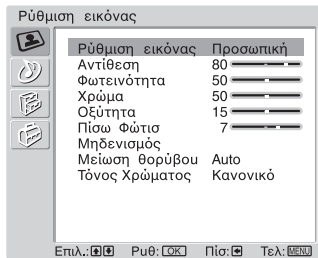 Ρύθμιση εικόνας
Ρύθμιση εικόνας Προσωπική
Αντίθεση 80
Φωτεινότητα 50
Χρώμα 50
Οξύτητα 15
Πίσω Φώτισ 7
Μηδενισμός
Μείωση θορύβου Auto
Τόνος Χρώματος Κανονικό
Επιλ.: Ρυθ: OK Πίσ: Τελ: MENU